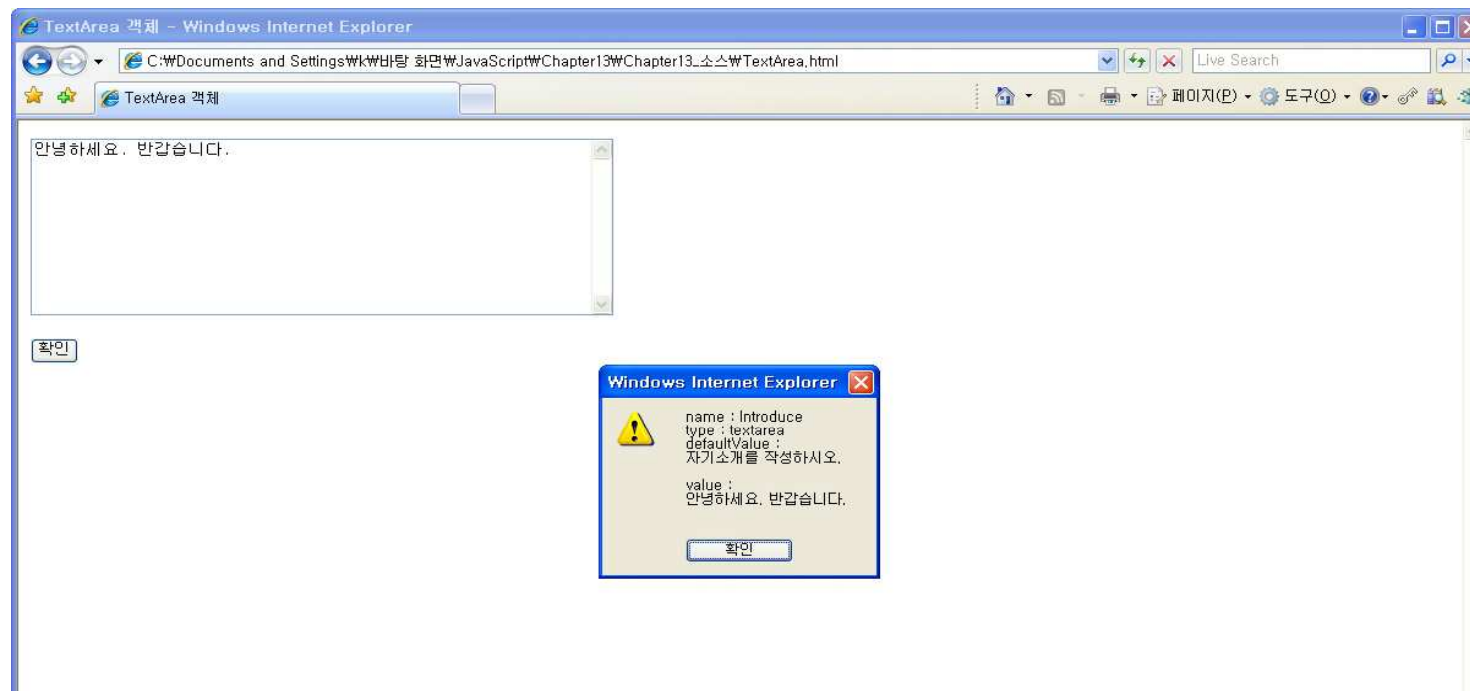 TextArea 객체 - Windows Internet Explorer
C:₩Documents and Settings₩k₩바탕 화면₩JavaScript₩Chapter13₩Chapter13_소스₩TextArea.html
Live Search
TextArea 객체
페이지(P) 도구(O)
안녕하세요. 반갑습니다.
확인
Windows Internet Explorer
name : Introduce
type : textarea
defaultValue :
자기소개를 작성하시오.
value :
안녕하세요. 반갑습니다.
확인